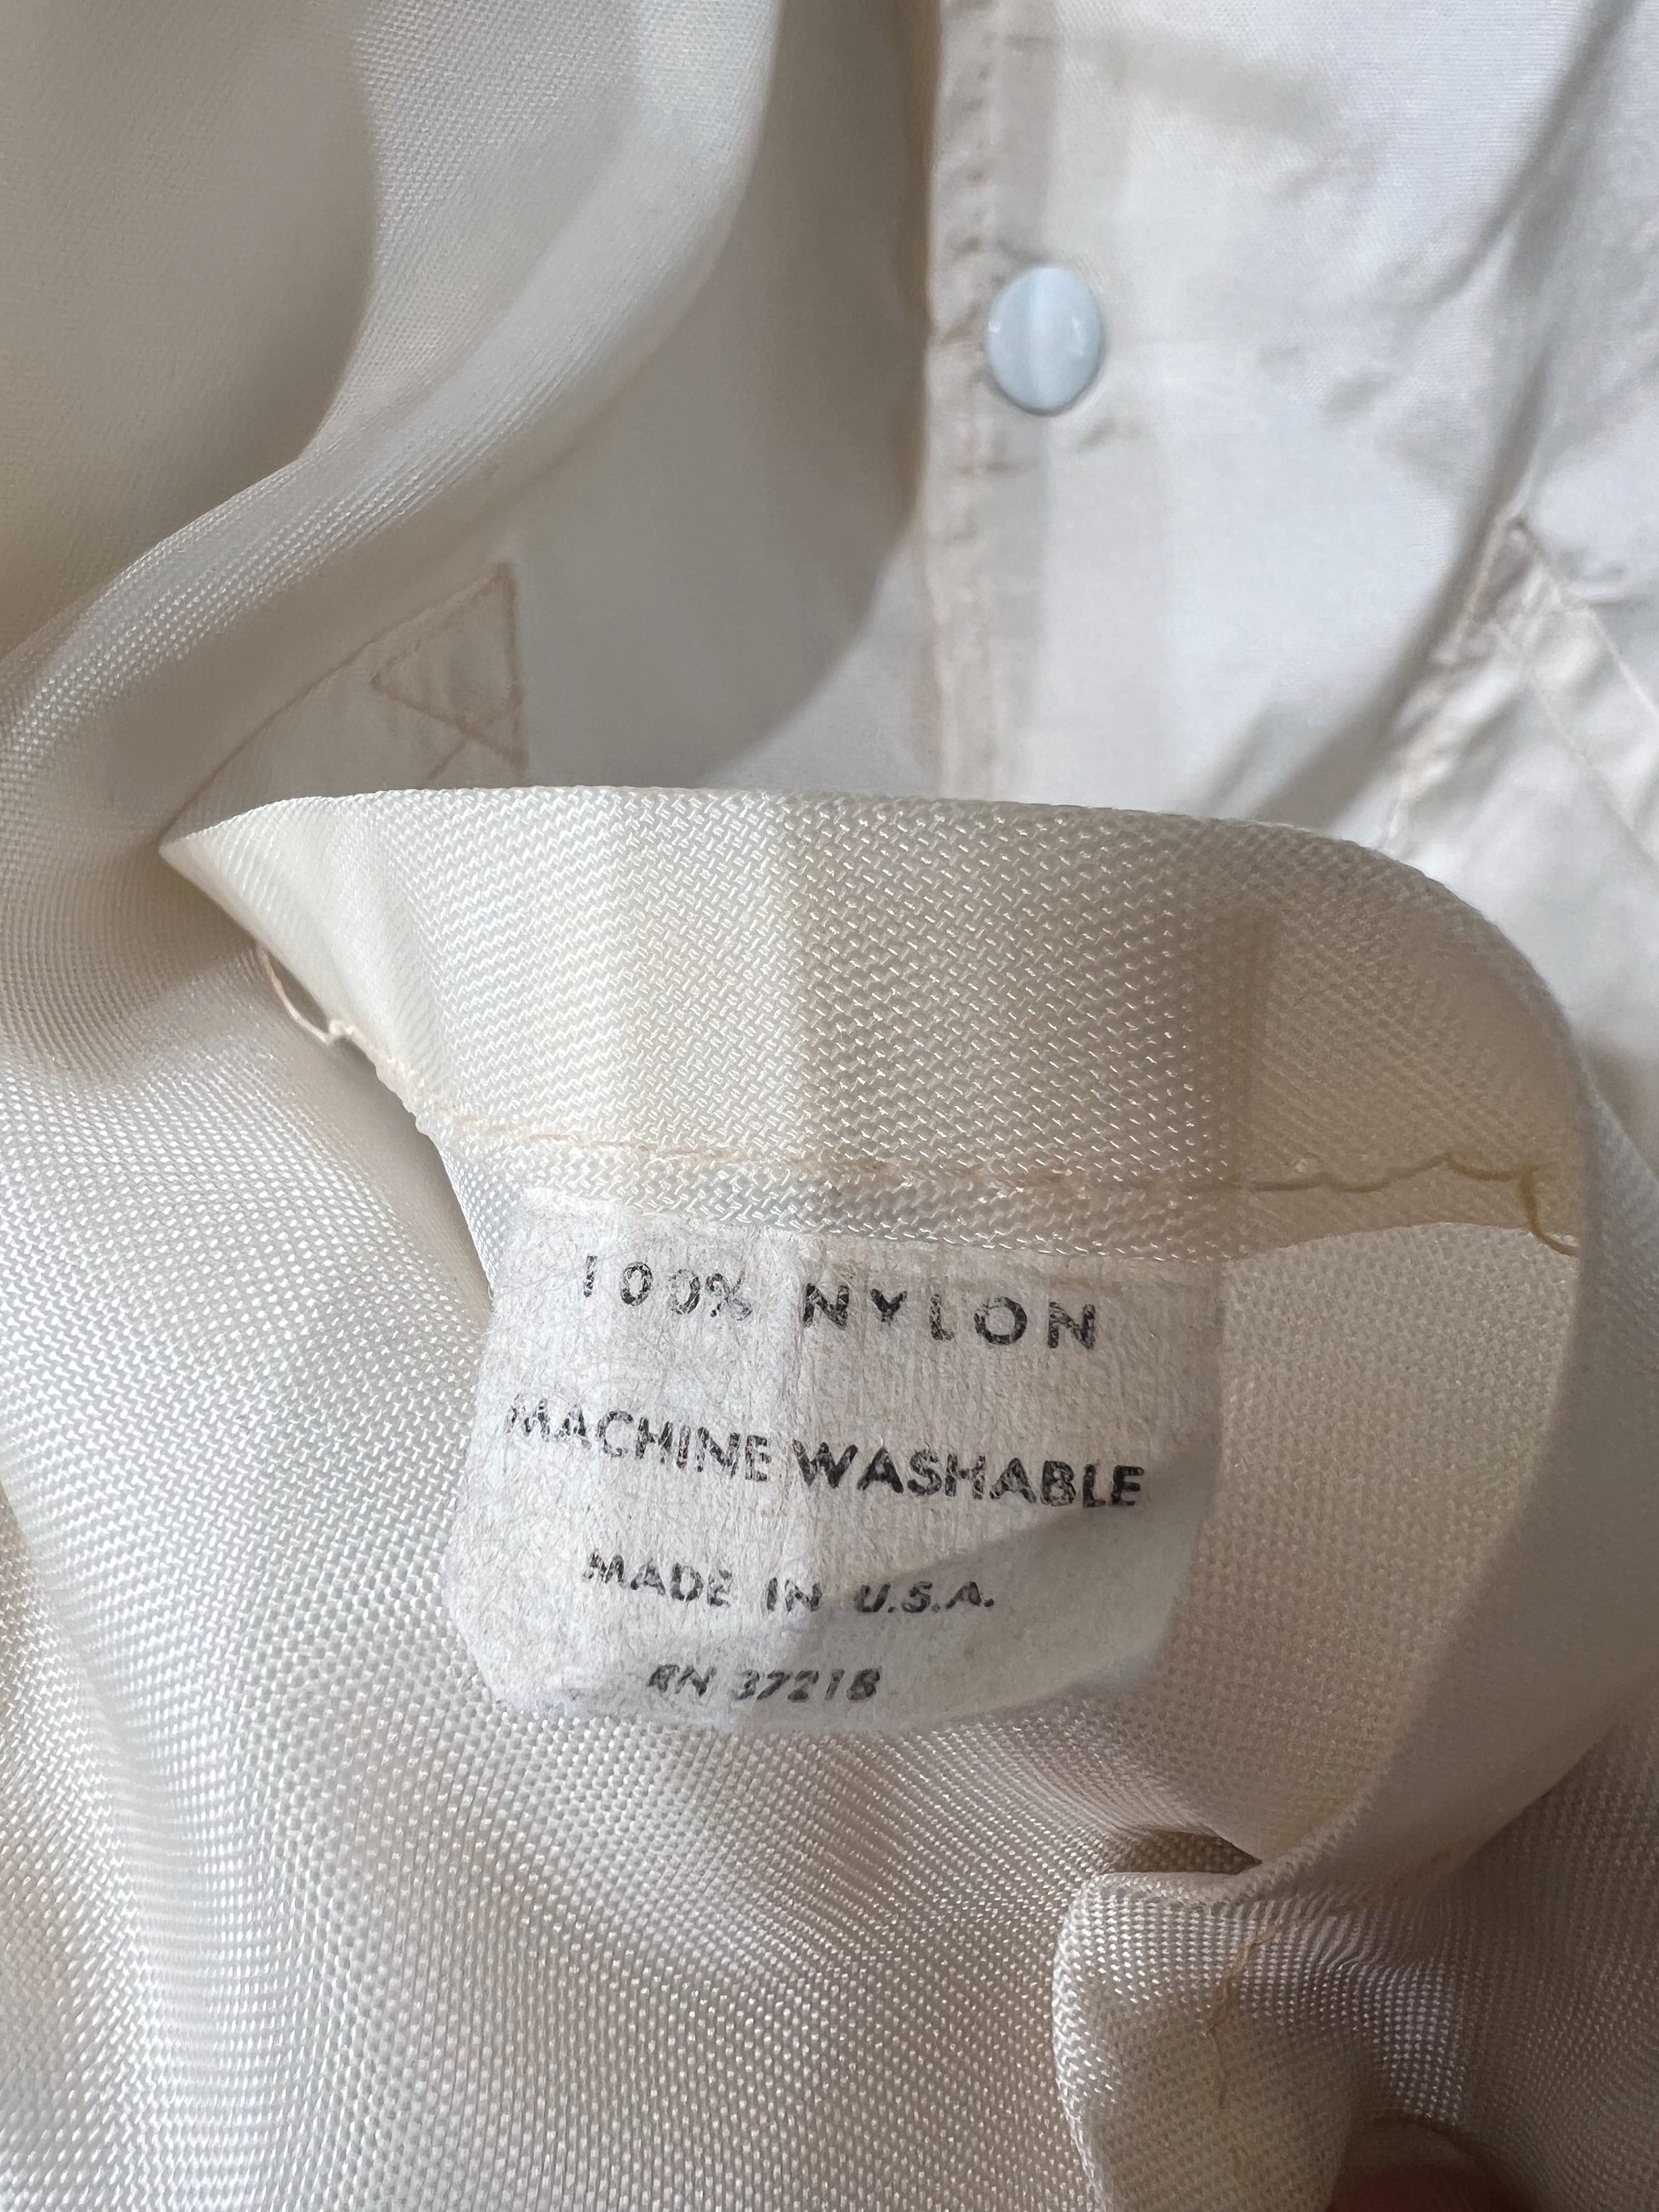 100% NYLON
MACHINE WASHABLE
MADE IN U.S.A.
RN 37218